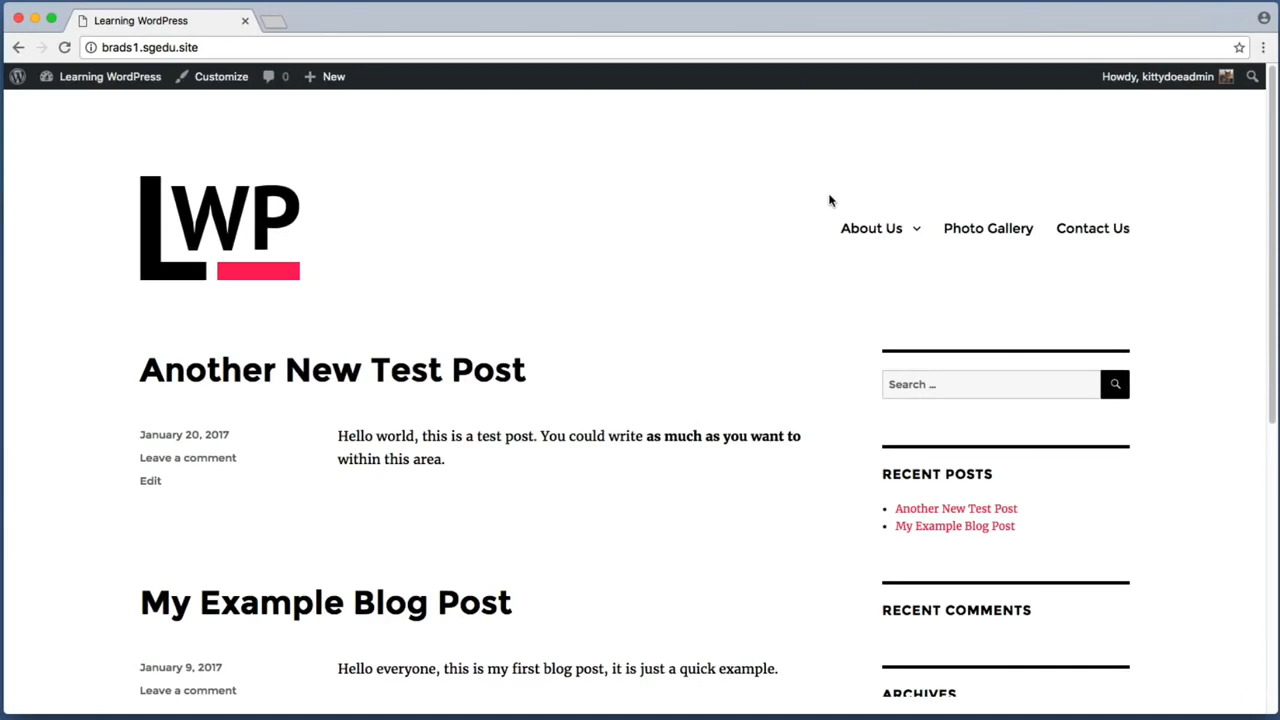 Learning WordPress
brads1.sgedu.site
Learning WordPress Customize 0 New Howdy, kittydoeadmin
LWP
About Us Photo Gallery Contact Us
Another New Test Post
January 20, 2017
Leave a comment
Edit
Hello world, this is a test post. You could write as much as you want to
within this area.
My Example Blog Post
January 9, 2017
Leave a comment
Hello everyone, this is my first blog post, it is just a quick example.
Search ...
RECENT POSTS
Another New Test Post
My Example Blog Post
RECENT COMMENTS
ARCHIVES